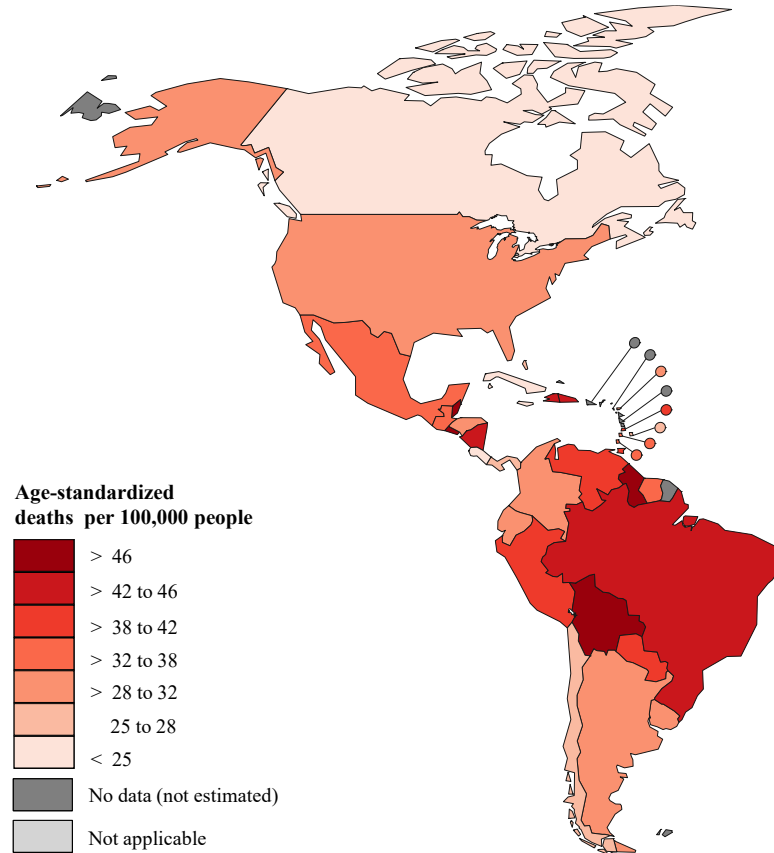 Age-standardized
deaths per 100,000 people
> 46
> 42 to 46
> 38 to 42
> 32 to 38
> 28 to 32
25 to 28
< 25
No data (not estimated)
Not applicable